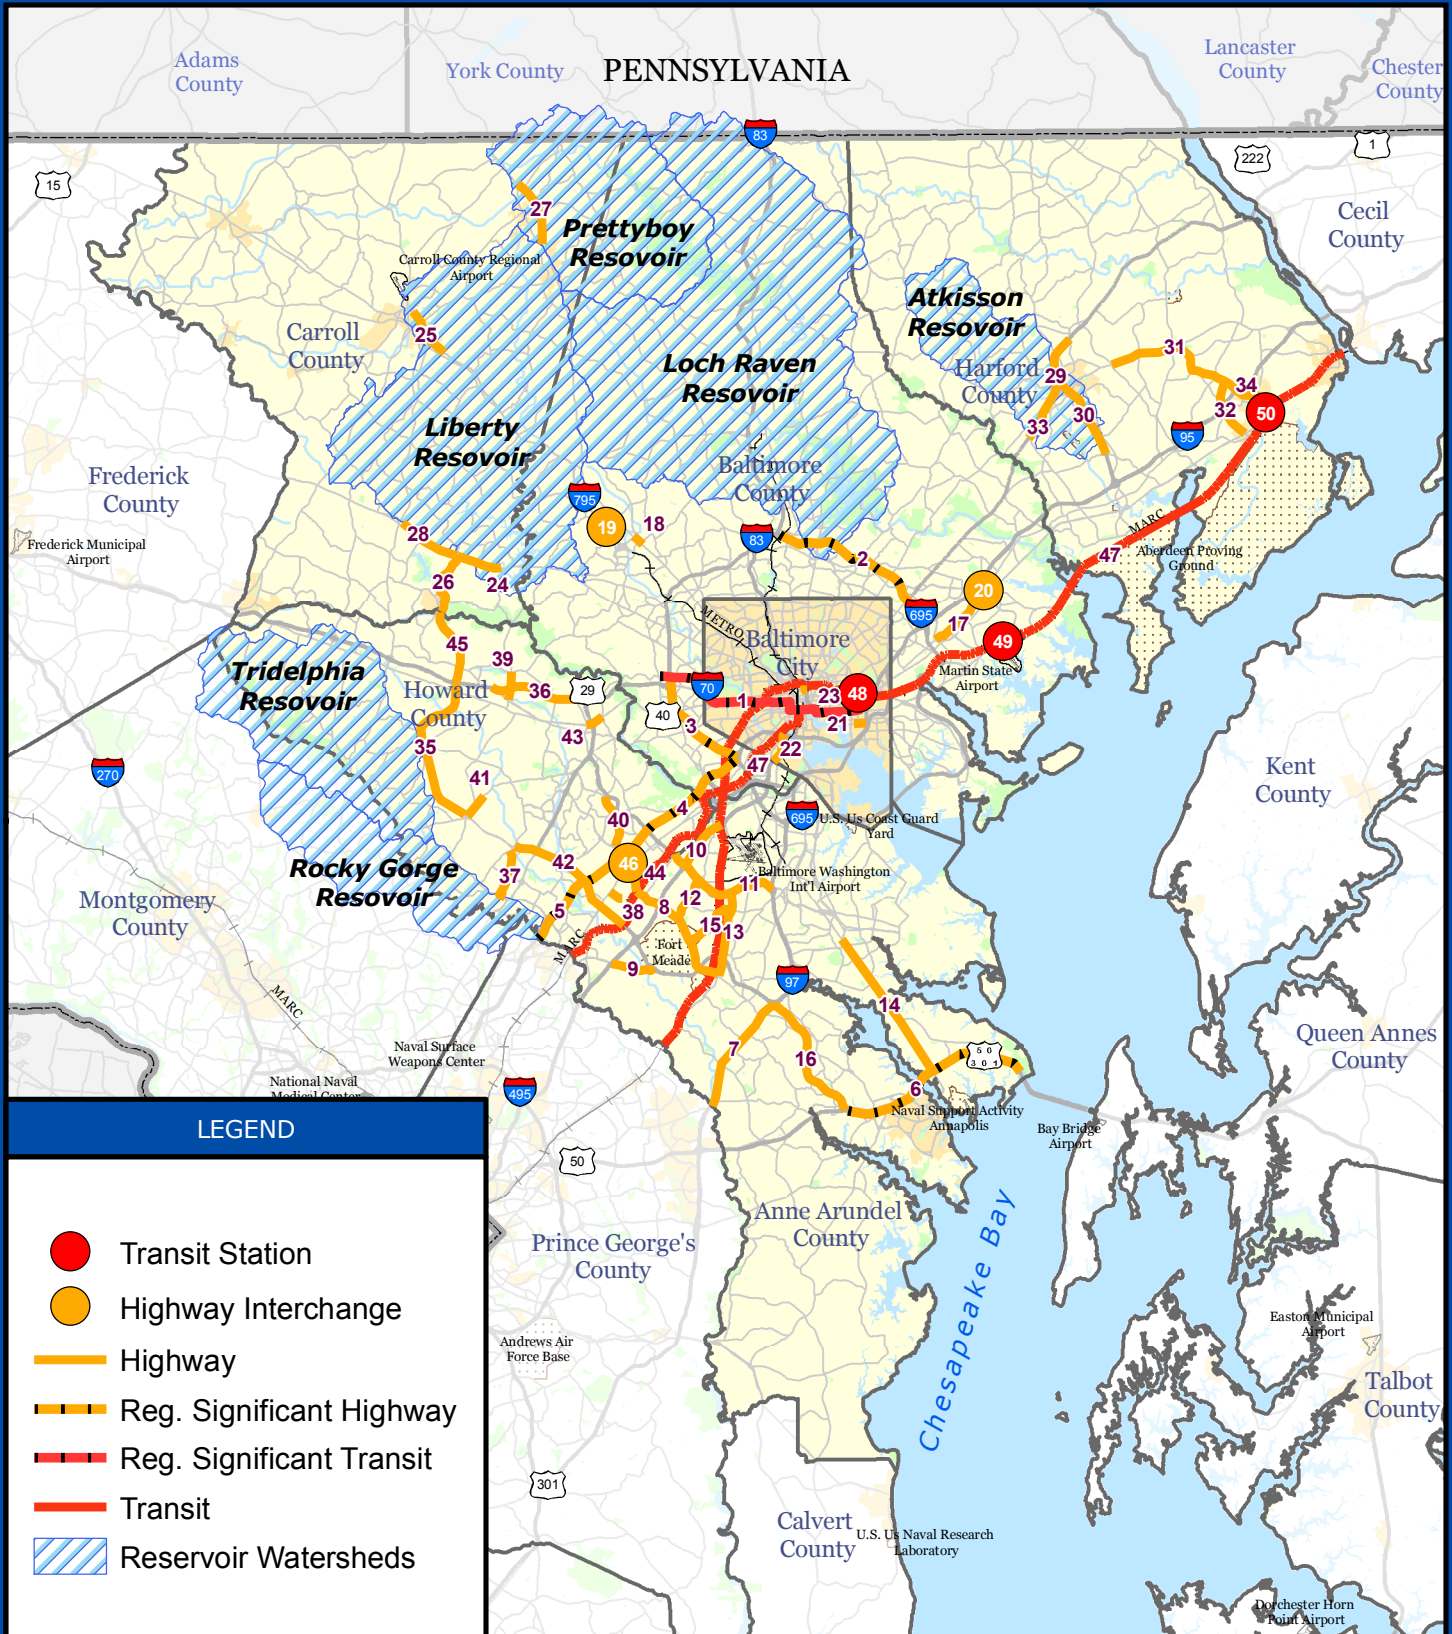 Adams
County
York County
PENNSYLVANIA
Lancaster
County
Chester
County
83
15
222
1
Cecil
County
27
Prettyboy
Resovoir
Carroll County Regional
Airport
Atkisson
Resovoir
Carroll
County
25
Loch Raven
Resovoir
Harford
County
31
29
34
32
50
30
33
95
Liberty
Resovoir
Baltimore
County
Frederick
County
795
19
18
83
2
MARC
47
Aberdeen Proving
Ground
Frederick Municipal
Airport
28
26
24
20
695
17
METRO
Baltimore
City
49
Martin State
Airport
45
39
36
29
Tridelphia
Resovoir
Howard
County
70
1
23
48
21
40
3
43
22
47
35
41
270
Kent
County
4
40
695
U.S. Us Coast Guard
Yard
10
46
44
42
37
Rocky Gorge
Resovoir
Baltimore Washington
Int'l Airport
11
12
8
38
5
15
13
Montgomery
County
MARC
Fort
Meade
9
97
14
MARC
Queen Annes
County
Naval Surface
Weapons Center
7
16
50
301
6
National Naval
Medical Center
495
Naval Support Activity
Annapolis
Bay Bridge
Airport
50
Chesapeake Bay
Anne Arundel
County
Prince George's
County
Andrews Air
Force Base
Easton Municipal
Airport
Talbot
County
301
Calvert
County
U.S. Us Naval Research
Laboratory
Dorchester Horn
Point Airport
LEGEND
Transit Station
Highway Interchange
Highway
Reg. Significant Highway
Reg. Significant Transit
Transit
Reservoir Watersheds